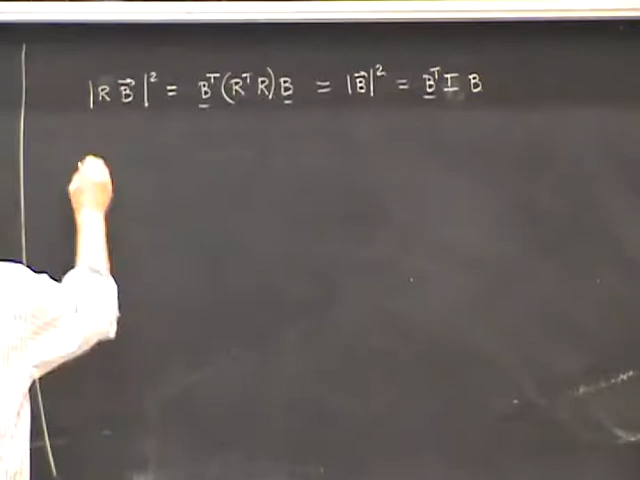 |R B⃗|² = B̲ᵀ(RᵀR)B̲ = |B⃗|² = B̲ᵀ I B